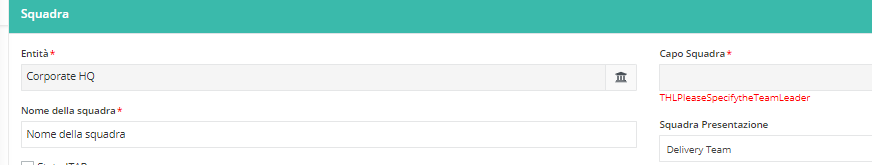 Squadra
Entità*
Corporate HQ
Nome della squadra*
Nome della squadra
Capo Squadra*
THLPleaseSpecifytheTeamLeader
Squadra Presentazione
Delivery Team